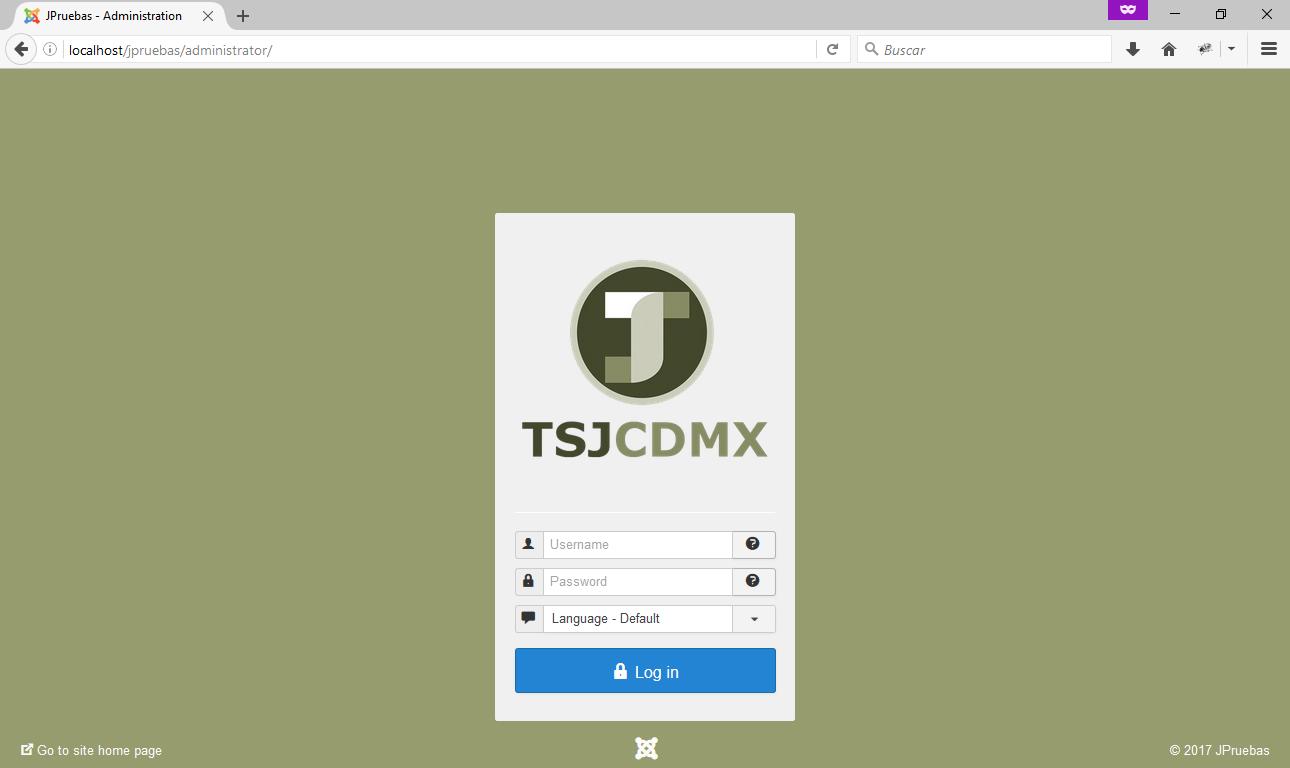 JPruebas - Administration
localhost/jpruebas/administrator/
Buscar
TSJCDMX
Username
Password
Language - Default
Log in
Go to site home page
© 2017 JPruebas